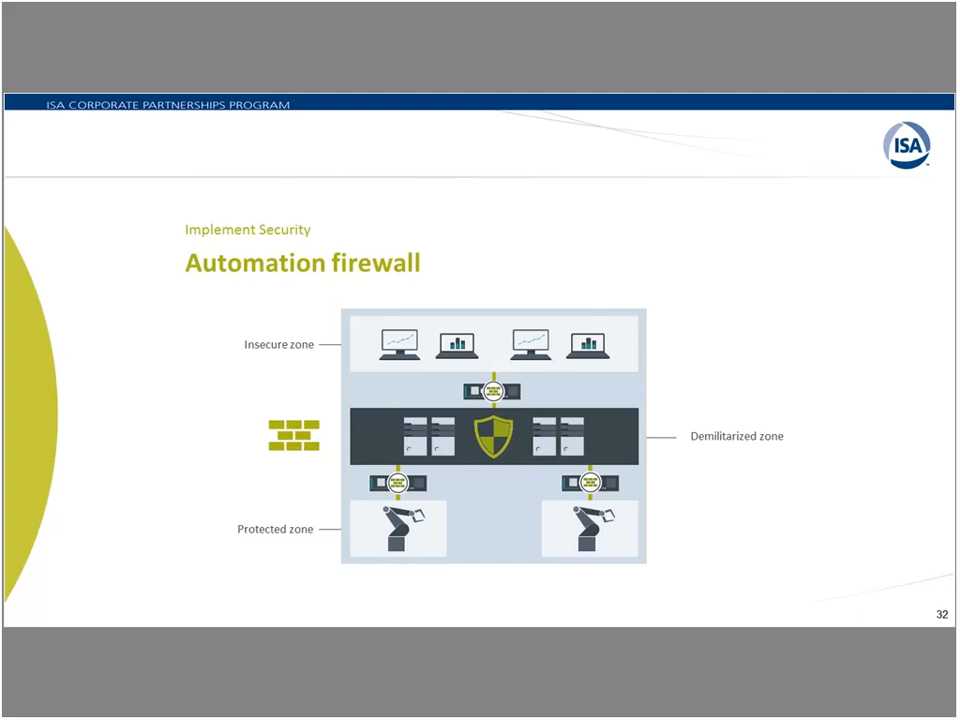 ISA CORPORATE PARTNERSHIPS PROGRAM
ISA
Implement Security
Automation firewall
Insecure zone
Demilitarized zone
Protected zone
32